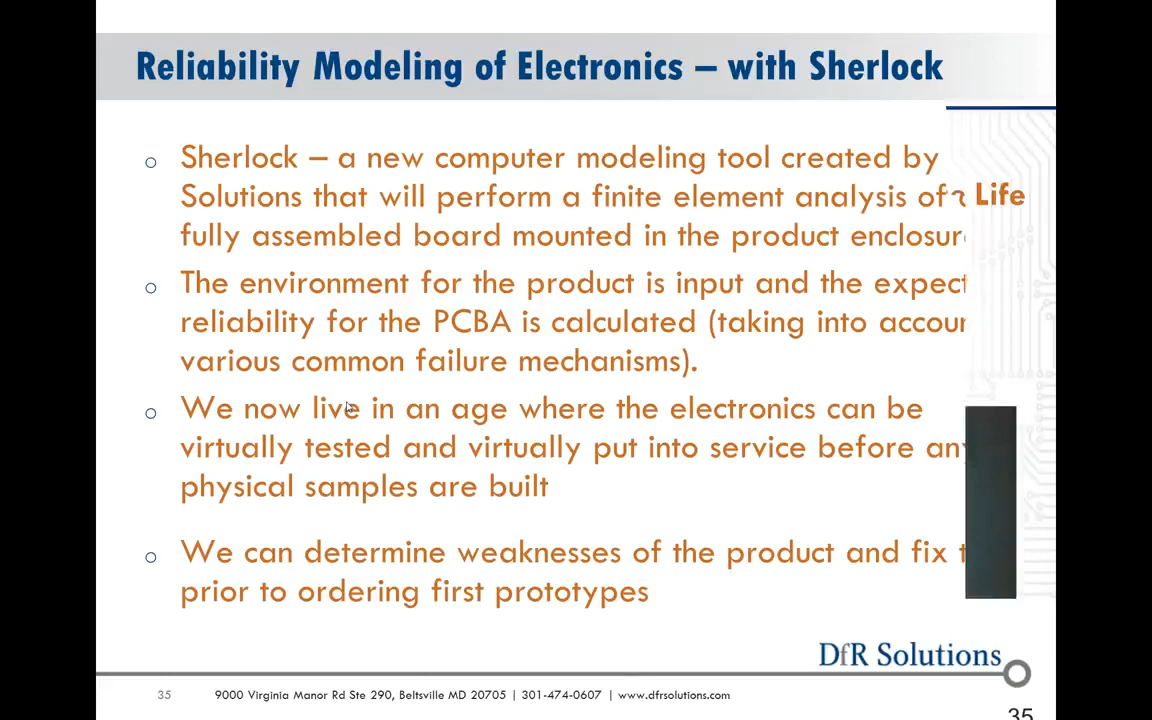 Reliability Modeling of Electronics – with Sherlock
o Sherlock – a new computer modeling tool created by
Solutions that will perform a finite element analysis of
Life
fully assembled board mounted in the product
o The environment for the product is input and the
reliability for the PCBA is calculated (taking into
various common failure mechanisms).
o We now live in an age where the electronics can be
virtually tested and virtually put into service before
physical samples are built
o We can determine weaknesses of the product and fix
prior to ordering first prototypes
DfR Solutions
35 9000 Virginia Manor Rd Ste 290, Beltsville MD 20705 | 301-474-0607 | www.dfrsolutions.com
35